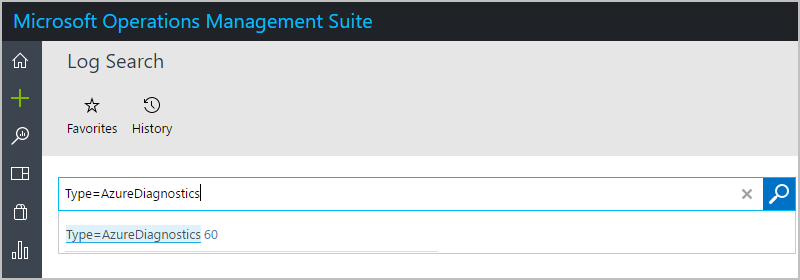 Microsoft Operations Management Suite
Log Search
Favorites History
Type=AzureDiagnostics
Type=AzureDiagnostics 60